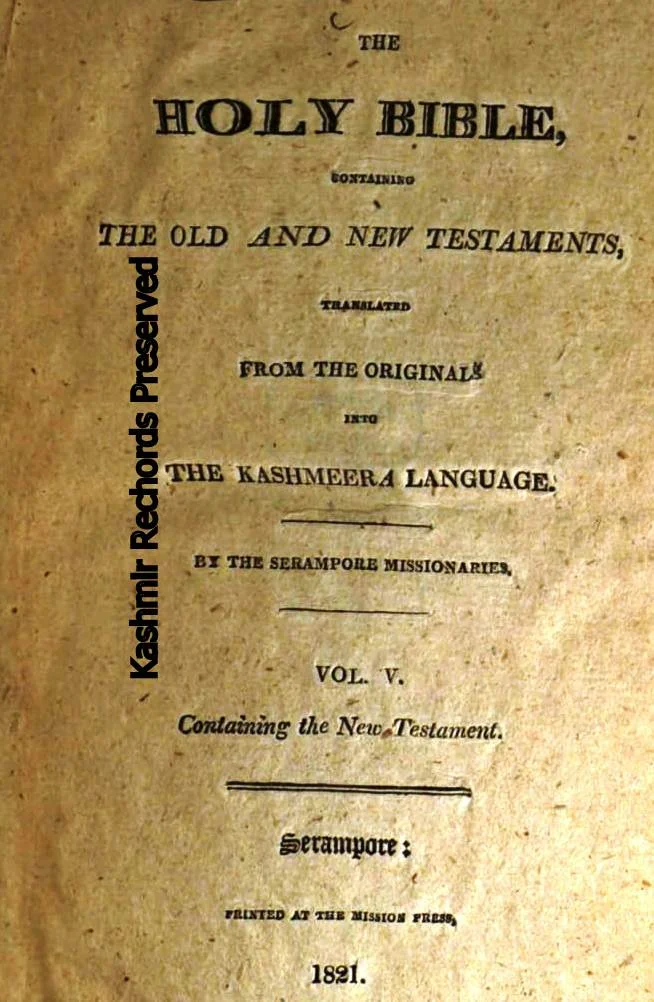 THE
HOLY BIBLE,
CONTAINING
THE OLD AND NEW TESTAMENTS,
TRANSLATED
FROM THE ORIGINALS
INTO
THE KASHMEERA LANGUAGE.
BY THE SERAMPORE MISSIONARIES,
VOL. V.
Containing the New Testament.
Serampore:
PRINTED AT THE MISSION PRESS,
1821.
Kashmir Rechords Preserved